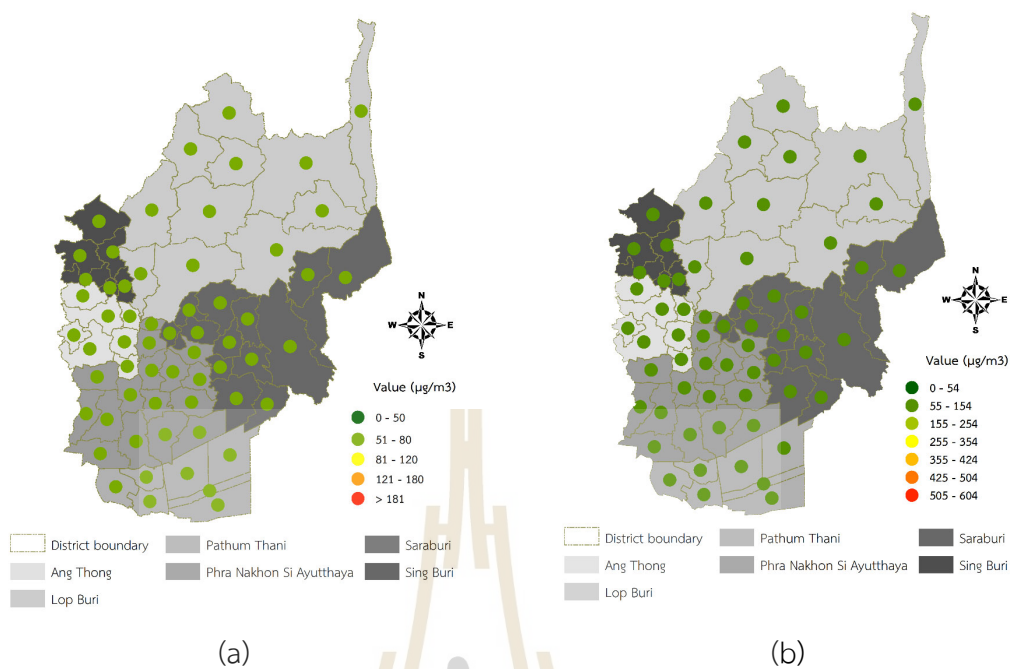 N
W E
S
Value (µg/m3)
0 - 50
51 - 80
81 - 120
121 - 180
> 181
District boundary
Pathum Thani
Saraburi
Ang Thong
Phra Nakhon Si Ayutthaya
Sing Buri
Lop Buri
(a)
N
W E
S
Value (µg/m3)
0 - 54
55 - 154
155 - 254
255 - 354
355 - 424
425 - 504
505 - 604
District boundary
Pathum Thani
Saraburi
Ang Thong
Phra Nakhon Si Ayutthaya
Sing Buri
Lop Buri
(b)